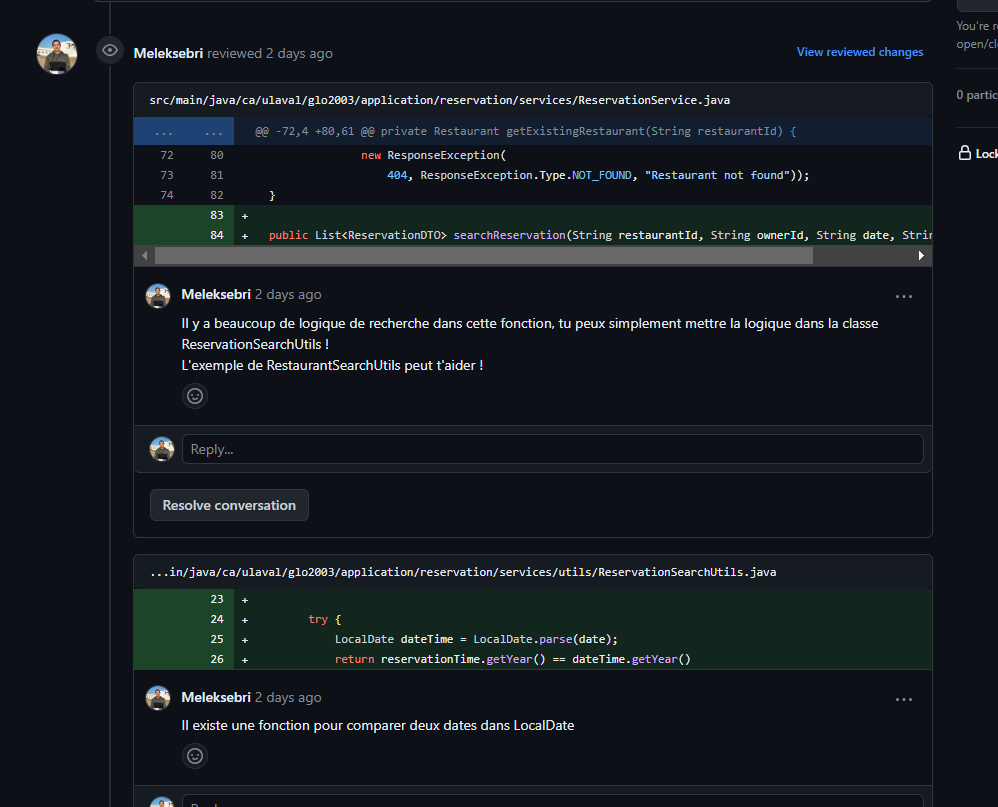 You're r
open/cl
Meleksebri reviewed 2 days ago
View reviewed changes
0 partic
src/main/java/ca/ulaval/glo2003/application/reservation/services/ReservationService.java
... ... @@ -72,4 +80,61 @@ private Restaurant getExistingRestaurant(String restaurantId) {
Lock
72 80 new ResponseException(
73 81 404, ResponseException.Type.NOT_FOUND, "Restaurant not found"));
74 82 }
83 +
84 + public List<ReservationDTO> searchReservation(String restaurantId, String ownerId, String date, Strin
Meleksebri 2 days ago
...
Il y a beaucoup de logique de recherche dans cette fonction, tu peux simplement mettre la logique dans la classe
ReservationSearchUtils !
L'exemple de RestaurantSearchUtils peut t'aider !
Reply...
Resolve conversation
...in/java/ca/ulaval/glo2003/application/reservation/services/utils/ReservationSearchUtils.java
23 +
24 + try {
25 + LocalDate dateTime = LocalDate.parse(date);
26 + return reservationTime.getYear() == dateTime.getYear()
Meleksebri 2 days ago
...
Il existe une fonction pour comparer deux dates dans LocalDate